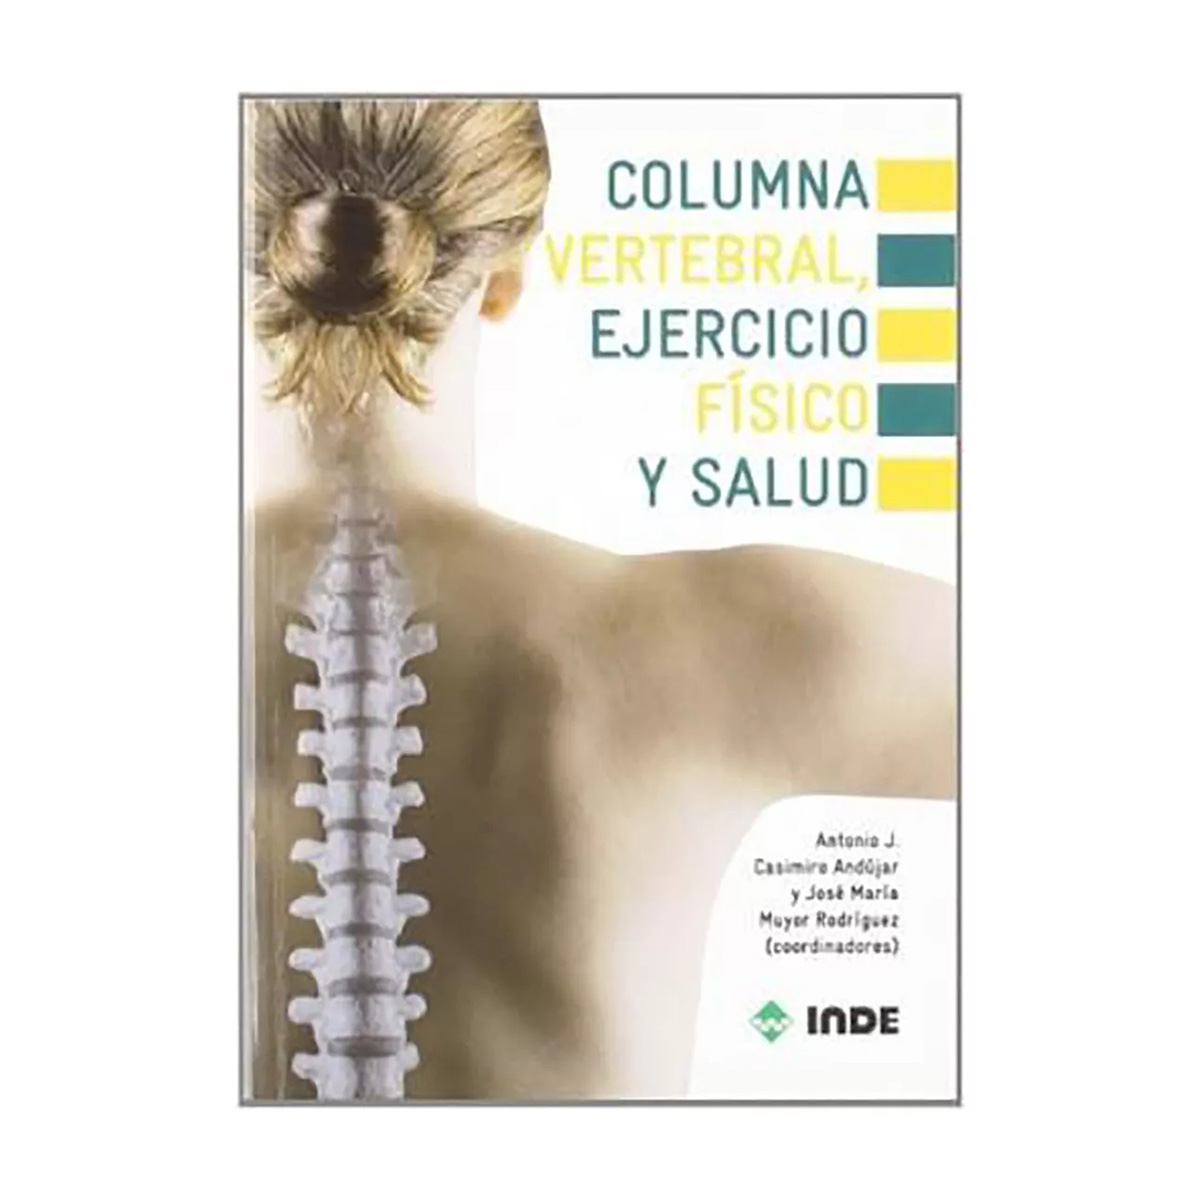 COLUMNA
VERTEBRAL,
EJERCICIO
FÍSICO
Y SALUD
Antonio J.
Casimiro Andújar
y José María
Muyor Rodríguez
(coordinadores)
INDE